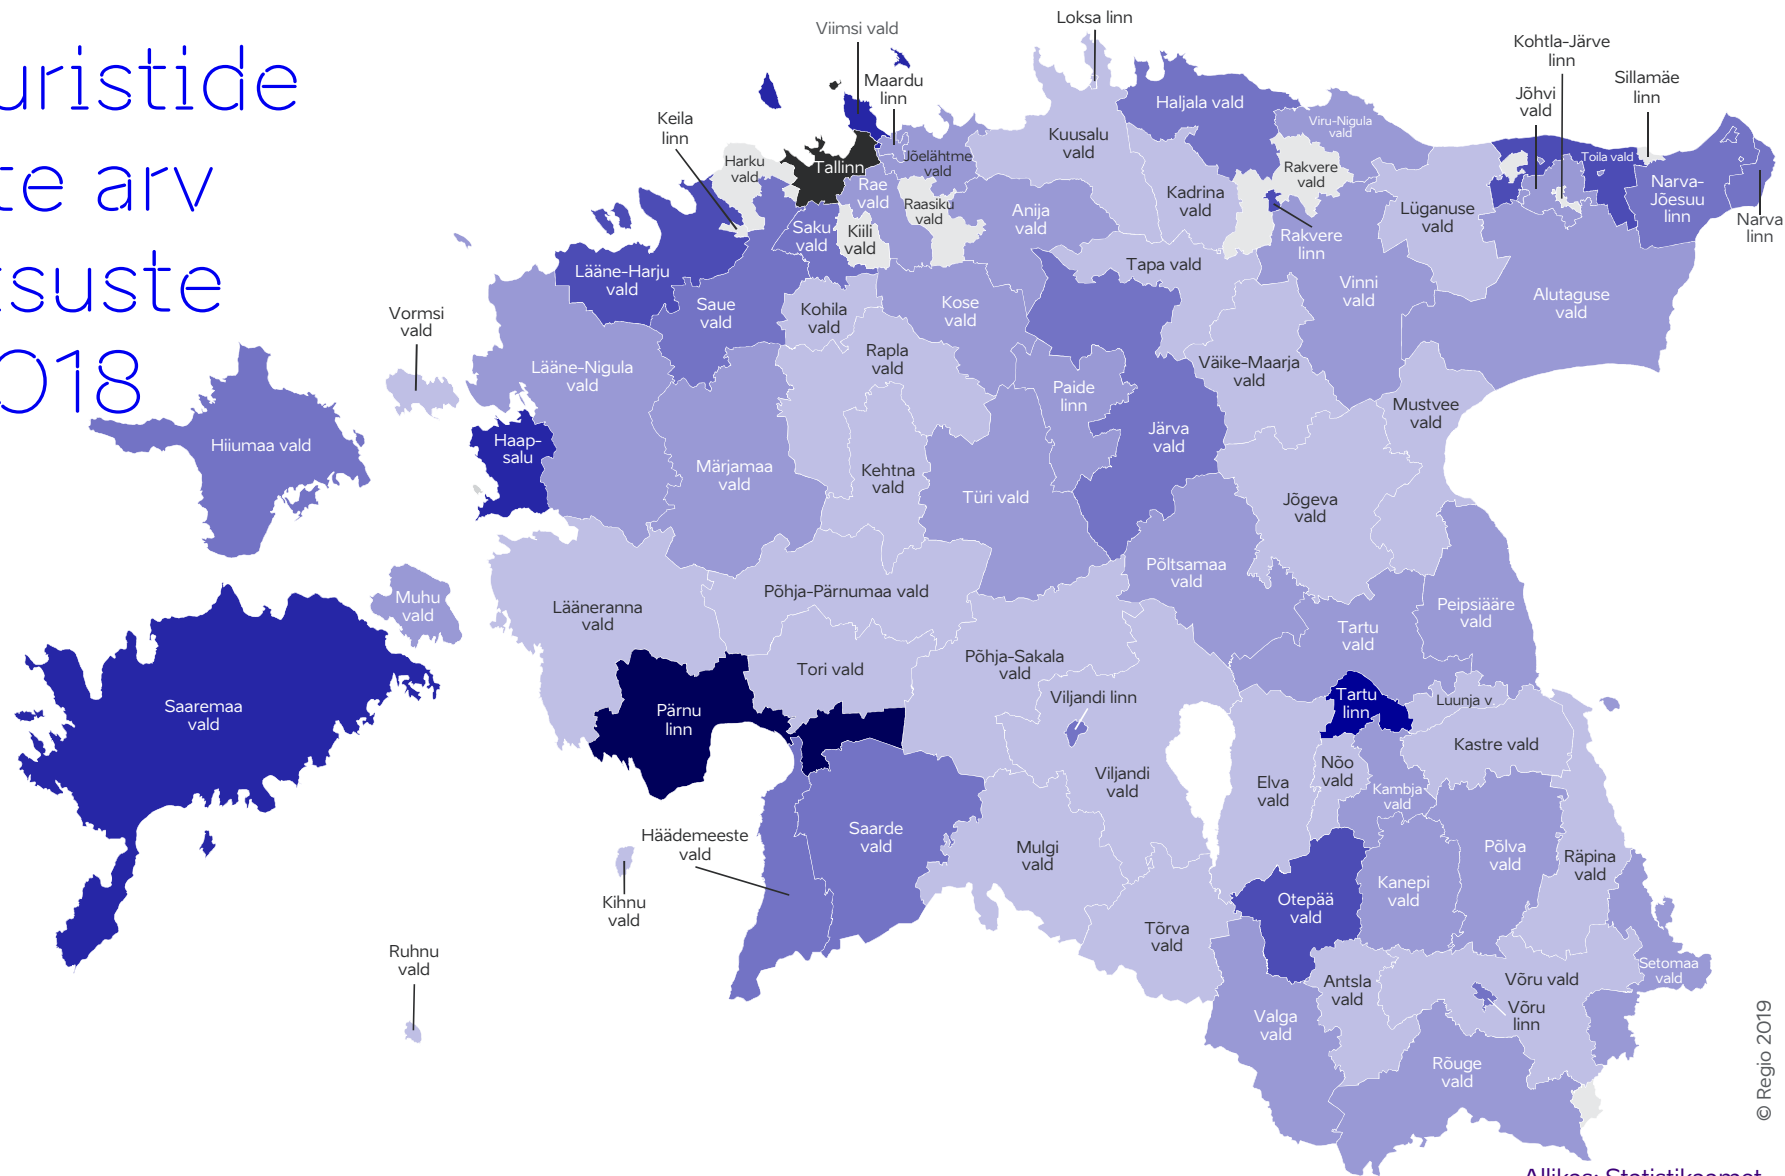 uristide
te arv
tsuste
2018
Loksa linn
Viimsi vald
Kohtla-Järve
linn
Maardu
linn
Sillamäe
linn
Jõhvi
vald
Keila
linn
Haljala vald
Viru-Nigula
vald
Kuusalu
vald
Harku
vald
Tallinn
Jõelähtme
vald
Toila vald
Rakvere
vald
Rae
vald
Raasiku
vald
Kadrina
vald
Narva-
Jõesuu
linn
Anija
vald
Lüganuse
vald
Narva
linn
Saku
vald
Kiili
vald
Rakvere
linn
Tapa vald
Lääne-Harju
vald
Vinni
vald
Alutaguse
vald
Saue
vald
Kohila
vald
Kose
vald
Vormsi
vald
Rapla
vald
Väike-Maarja
vald
Lääne-Nigula
vald
Paide
linn
Mustvee
vald
Hiiumaa vald
Haap-
salu
Järva
vald
Märjamaa
vald
Kehtna
vald
Türi vald
Jõgeva
vald
Põltsamaa
vald
Muhu
vald
Lääneranna
vald
Põhja-Pärnumaa vald
Peipsiääre
vald
Tartu
vald
Põhja-Sakala
vald
Tori vald
Saaremaa
vald
Pärnu
linn
Viljandi linn
Tartu
linn
Luunja v
Kastre vald
Nõo
vald
Viljandi
vald
Elva
vald
Kambja
vald
Saarde
vald
Häädemeeste
vald
Mulgi
vald
Põlva
vald
Räpina
vald
Kanepi
vald
Otepää
vald
Kihnu
vald
Tõrva
vald
Ruhnu
vald
Setomaa
vald
Antsla
vald
Võru vald
Võru
linn
Valga
vald
Rõuge
vald
© Regio 2019
Allikas: Statistikaamet